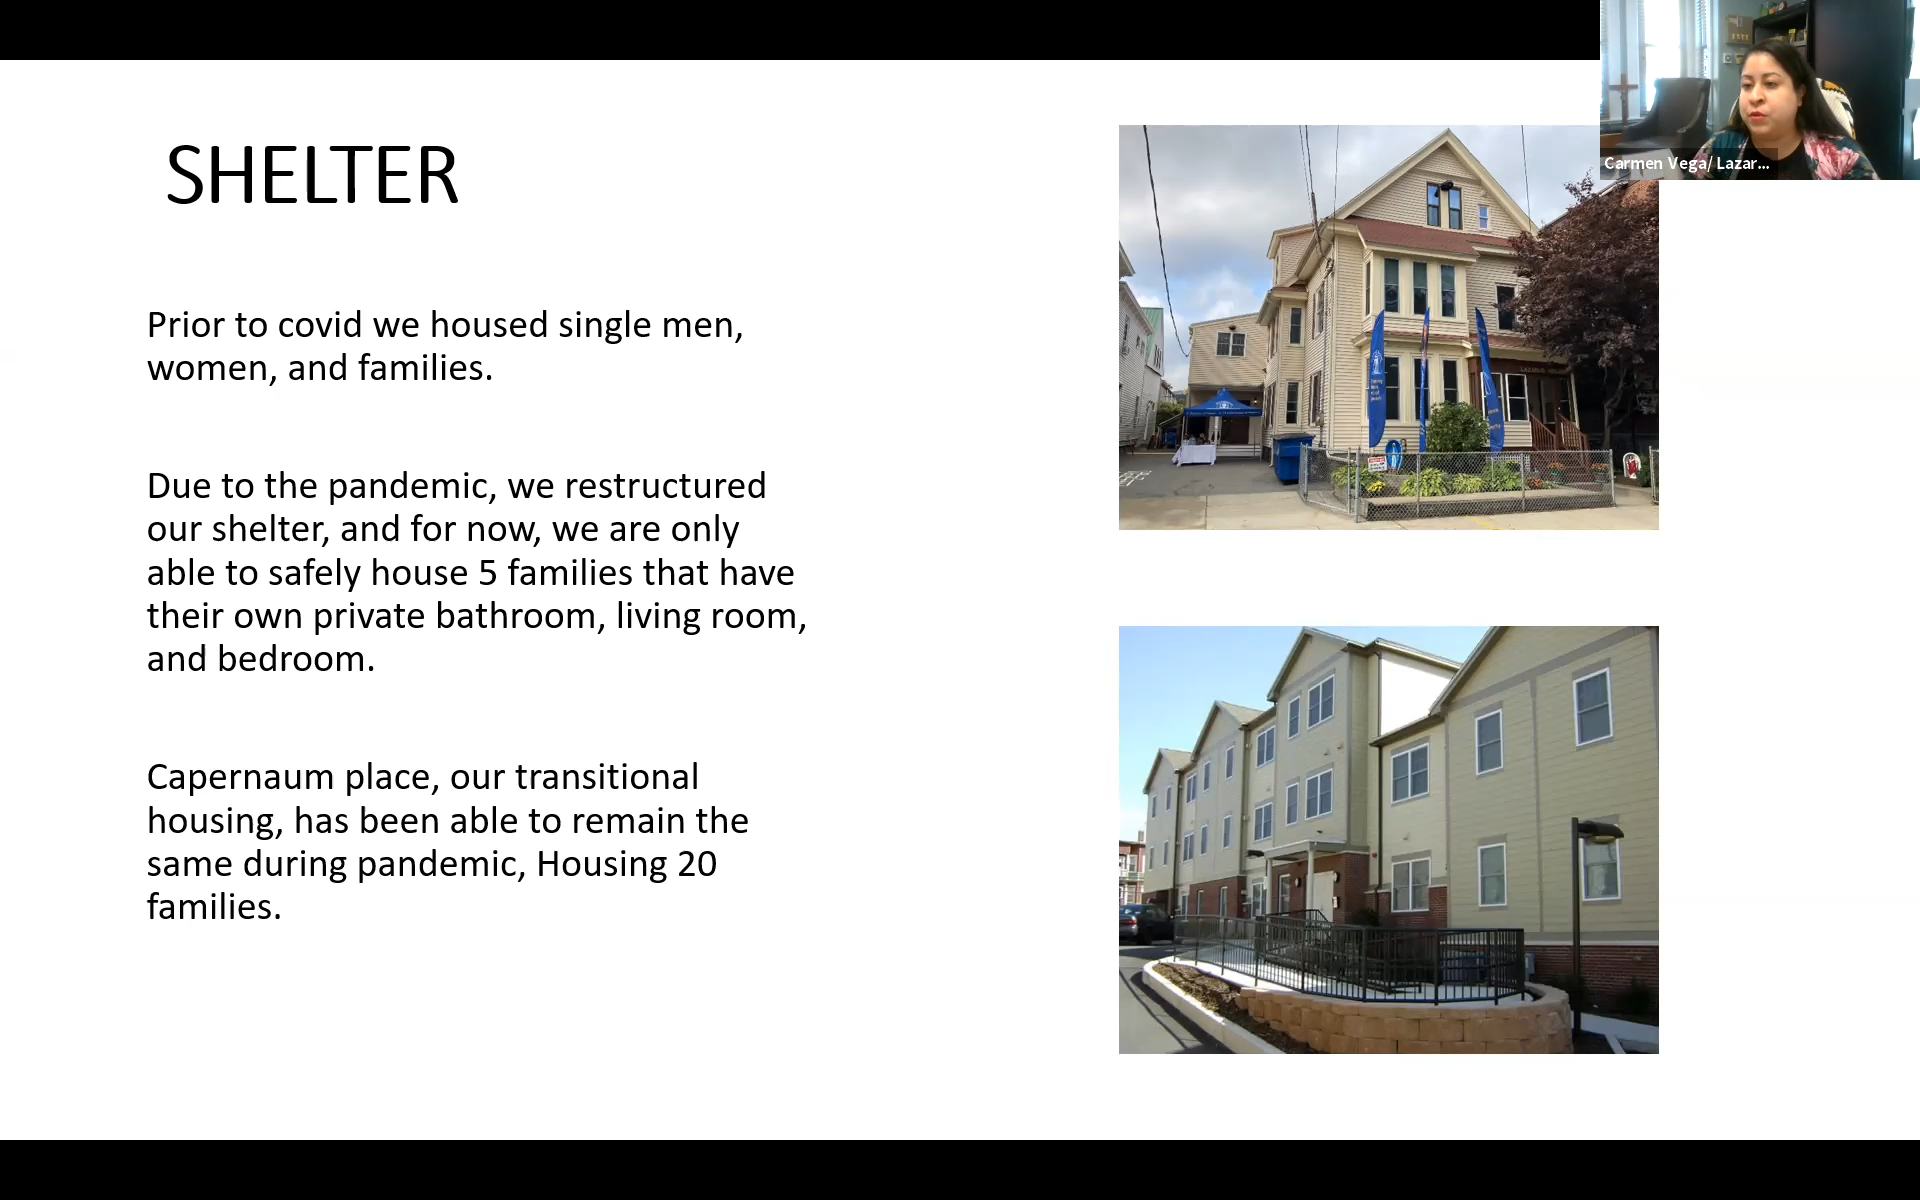 SHELTER
Prior to covid we housed single men,
women, and families.
Due to the pandemic, we restructured
our shelter, and for now, we are only
able to safely house 5 families that have
their own private bathroom, living room,
and bedroom.
Capernaum place, our transitional
housing, has been able to remain the
same during pandemic, Housing 20
families.
Carmen Vega/ Lazar...